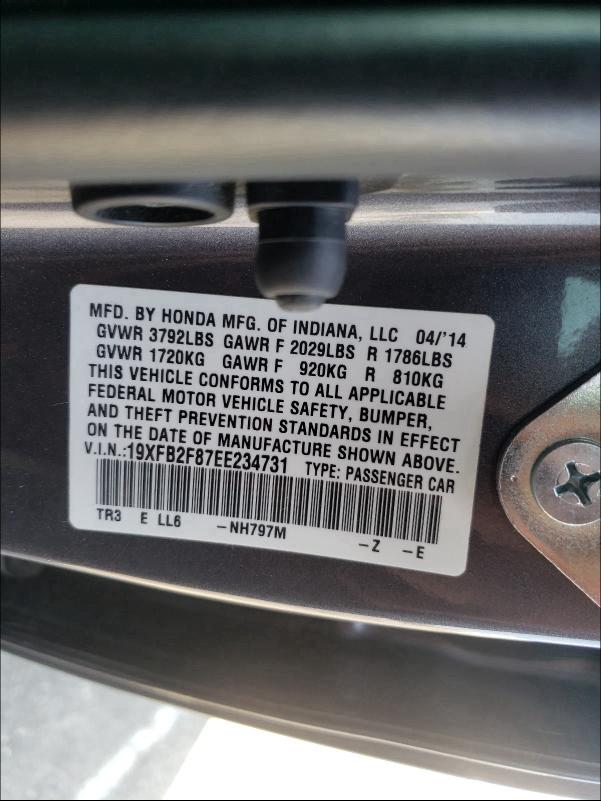 MFD. BY HONDA MFG. OF INDIANA, LLC 04/'14
GVWR 3792LBS GAWR F 2029LBS R 1786LBS
GVWR 1720KG GAWR F 920KG R 810KG
THIS VEHICLE CONFORMS TO ALL APPLICABLE
FEDERAL MOTOR VEHICLE SAFETY, BUMPER,
AND THEFT PREVENTION STANDARDS IN EFFECT
ON THE DATE OF MANUFACTURE SHOWN ABOVE.
V.I.N.:19XFB2F87EE234731 TYPE: PASSENGER CAR
TR3 E LL6 -NH797M -Z -E